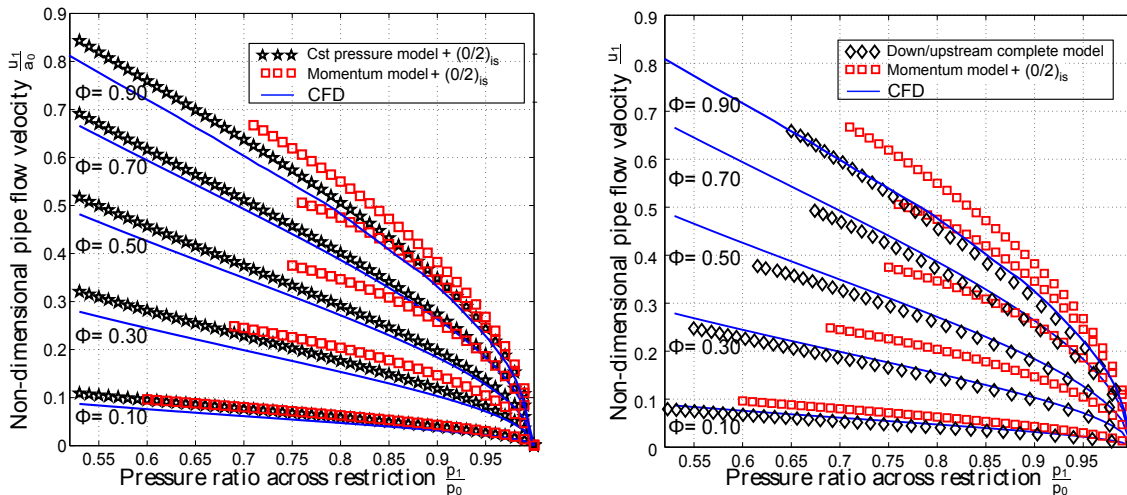 0.9
0.8
0.7
0.6
0.5
0.4
0.3
0.2
0.1
0
Non-dimensional pipe flow velocity u1/a0
Cst pressure model + (0/2)is
Momentum model + (0/2)is
CFD
Φ= 0.90
Φ= 0.70
Φ= 0.50
Φ= 0.30
Φ= 0.10
0.55 0.6 0.65 0.7 0.75 0.8 0.85 0.9 0.95
Pressure ratio across restriction p1/p0
0.9
0.8
0.7
0.6
0.5
0.4
0.3
0.2
0.1
0
Non-dimensional pipe flow velocity u1
Down/upstream complete model
Momentum model + (0/2)is
CFD
Φ= 0.90
Φ= 0.70
Φ= 0.50
Φ= 0.30
Φ= 0.10
0.55 0.6 0.65 0.7 0.75 0.8 0.85 0.9 0.95
Pressure ratio across restriction p1/p0